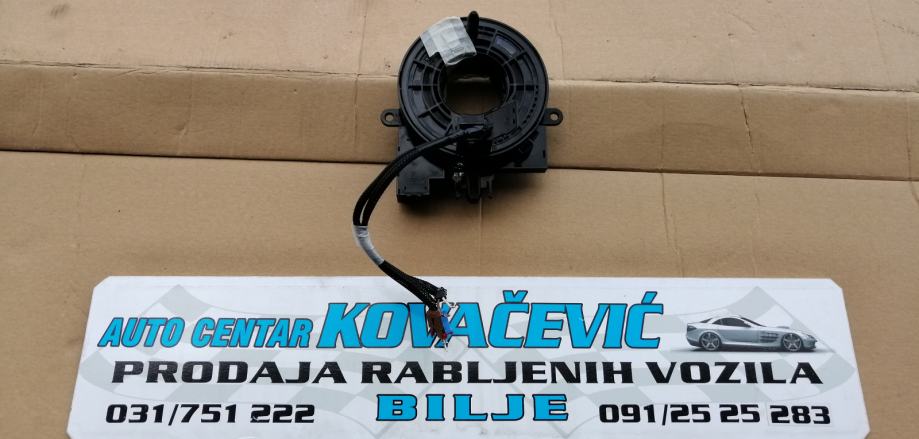 AUTO CENTAR KOVAČEVIĆ
PRODAJA RABLJENIH VOZILA
031/751 222 BILJE 091/25 25 283